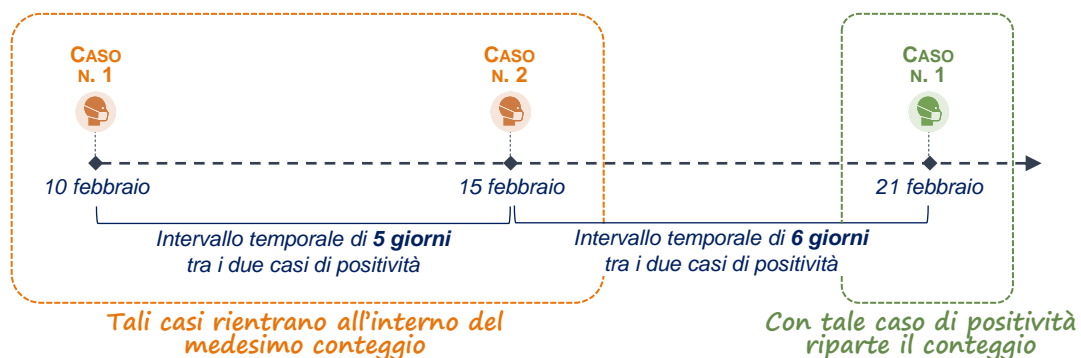 CASO
N. 1
CASO
N. 2
CASO
N. 1
10 febbraio
15 febbraio
21 febbraio
Intervallo temporale di 5 giorni
tra i due casi di positività
Intervallo temporale di 6 giorni
tra i due casi di positività
Tali casi rientrano all'interno del
medesimo conteggio
Con tale caso di positività
riparte il conteggio